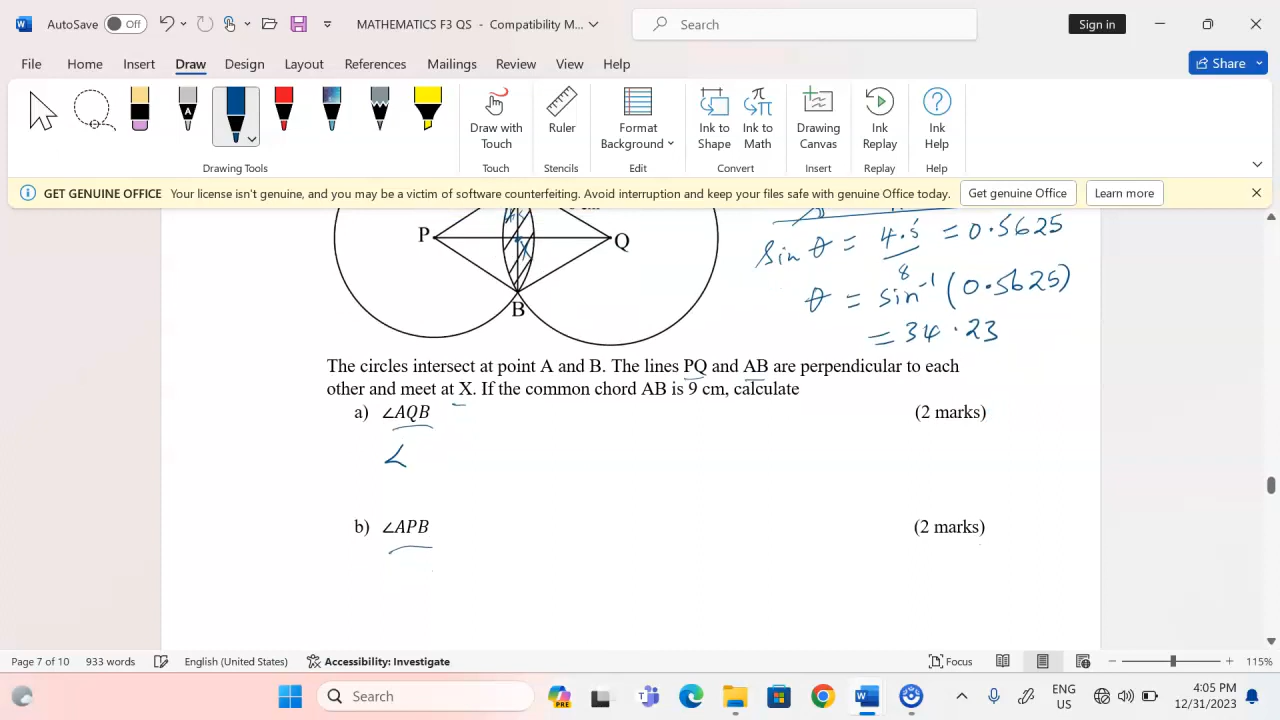 AutoSave Off MATHEMATICS F3 QS - Compatibility M... Search Sign in
File Home Insert Draw Design Layout References Mailings Review View Help Share
Draw with Touch Ruler Format Background Ink to Shape Ink to Math Drawing Canvas Ink Replay Ink Help
Drawing Tools Touch Stencils Edit Convert Insert Replay Help
GET GENUINE OFFICE Your license isn't genuine, and you may be a victim of software counterfeiting. Avoid interruption and keep your files safe with genuine Office today. Get genuine Office Learn more
P X Q
B
sin θ = 4.5/8 = 0.5625
θ = sin⁻¹ (0.5625)
= 34.23
The circles intersect at point A and B. The lines PQ and AB are perpendicular to each
other and meet at X. If the common chord AB is 9 cm, calculate
a) ∠AQB (2 marks)
∠
b) ∠APB (2 marks)
Page 7 of 10 933 words English (United States) Accessibility: Investigate Focus 115%
Search PRE ENG US 4:05 PM 12/31/2023